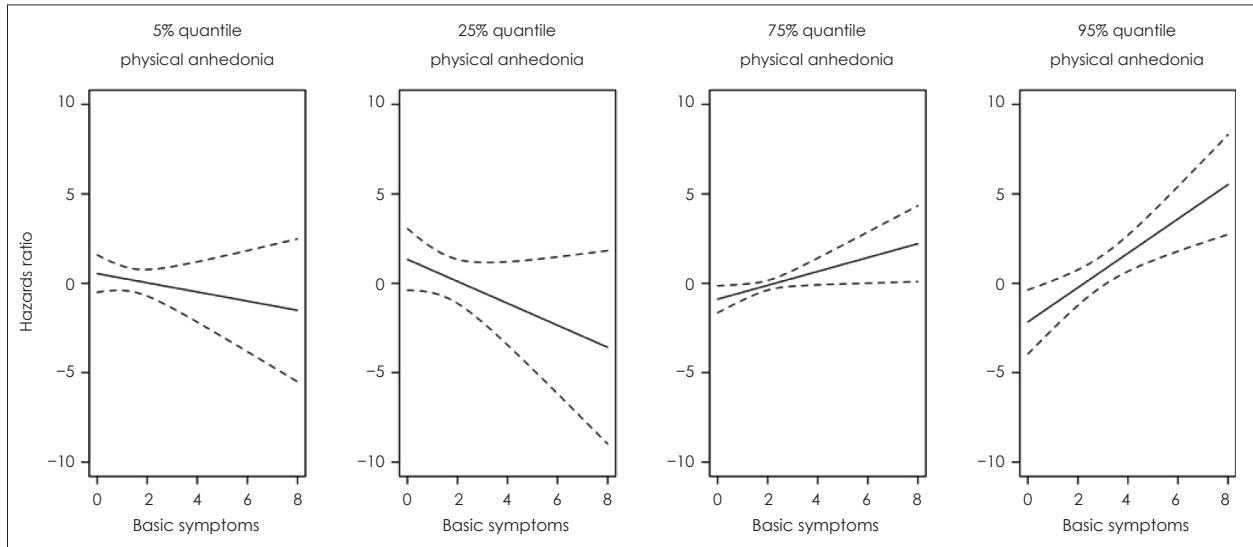 5% quantile
physical anhedonia
25% quantile
physical anhedonia
75% quantile
physical anhedonia
95% quantile
physical anhedonia
Hazards ratio
10
5
0
−5
−10
0 2 4 6 8
Basic symptoms
10
5
0
−5
−10
0 2 4 6 8
Basic symptoms
10
5
0
−5
−10
0 2 4 6 8
Basic symptoms
10
5
0
−5
−10
0 2 4 6 8
Basic symptoms